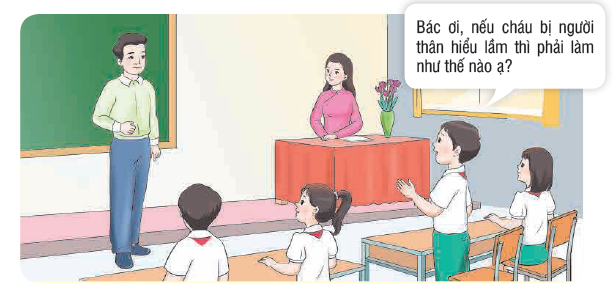 Bác ơi, nếu cháu bị người
thân hiểu lầm thì phải làm
như thế nào ạ?